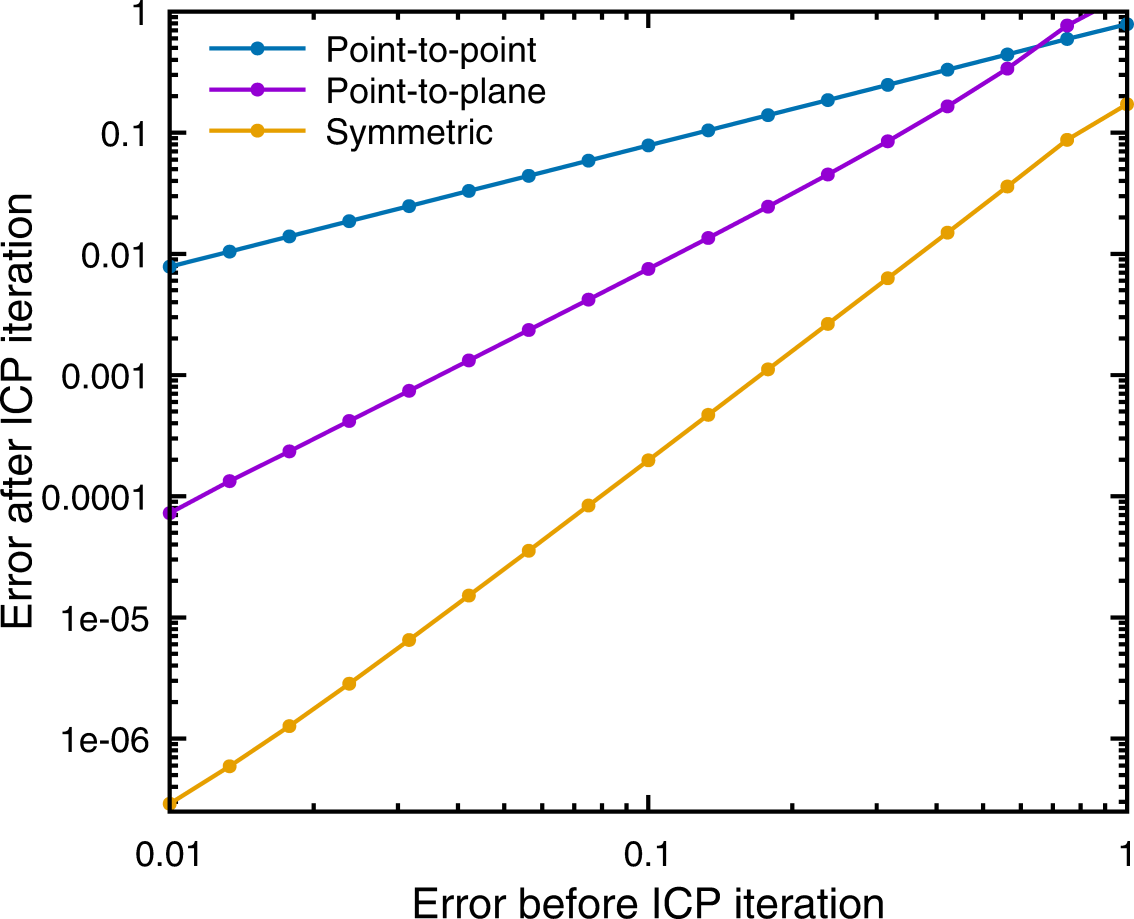 Point-to-point
Point-to-plane
Symmetric
1
0.1
0.01
0.001
0.0001
1e-05
1e-06
Error after ICP iteration
0.01
0.1
1
Error before ICP iteration